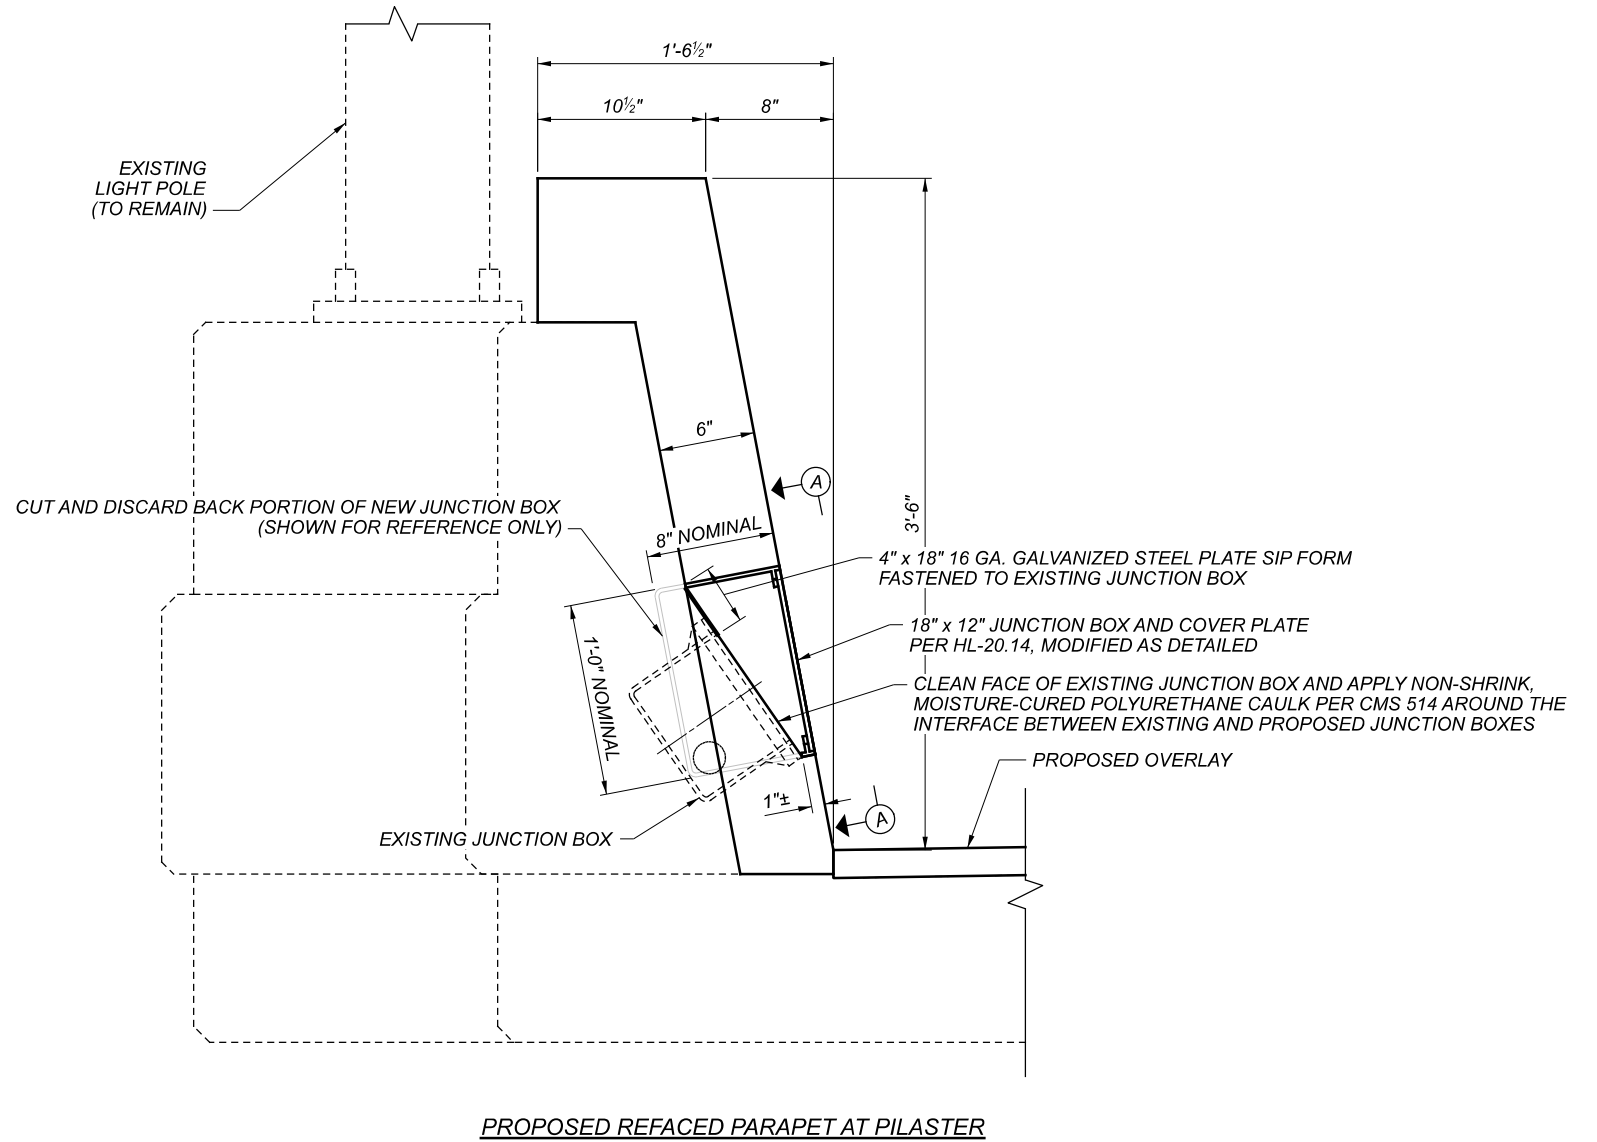 1'-6½"
10½"
8"
EXISTING
LIGHT POLE
(TO REMAIN)
6"
A
CUT AND DISCARD BACK PORTION OF NEW JUNCTION BOX
(SHOWN FOR REFERENCE ONLY)
3'-6"
8" NOMINAL
4" x 18" 16 GA. GALVANIZED STEEL PLATE SIP FORM
FASTENED TO EXISTING JUNCTION BOX
18" x 12" JUNCTION BOX AND COVER PLATE
PER HL-20.14, MODIFIED AS DETAILED
1'-0" NOMINAL
CLEAN FACE OF EXISTING JUNCTION BOX AND APPLY NON-SHRINK,
MOISTURE-CURED POLYURETHANE CAULK PER CMS 514 AROUND THE
INTERFACE BETWEEN EXISTING AND PROPOSED JUNCTION BOXES
PROPOSED OVERLAY
1"±
A
EXISTING JUNCTION BOX
PROPOSED REFACED PARAPET AT PILASTER